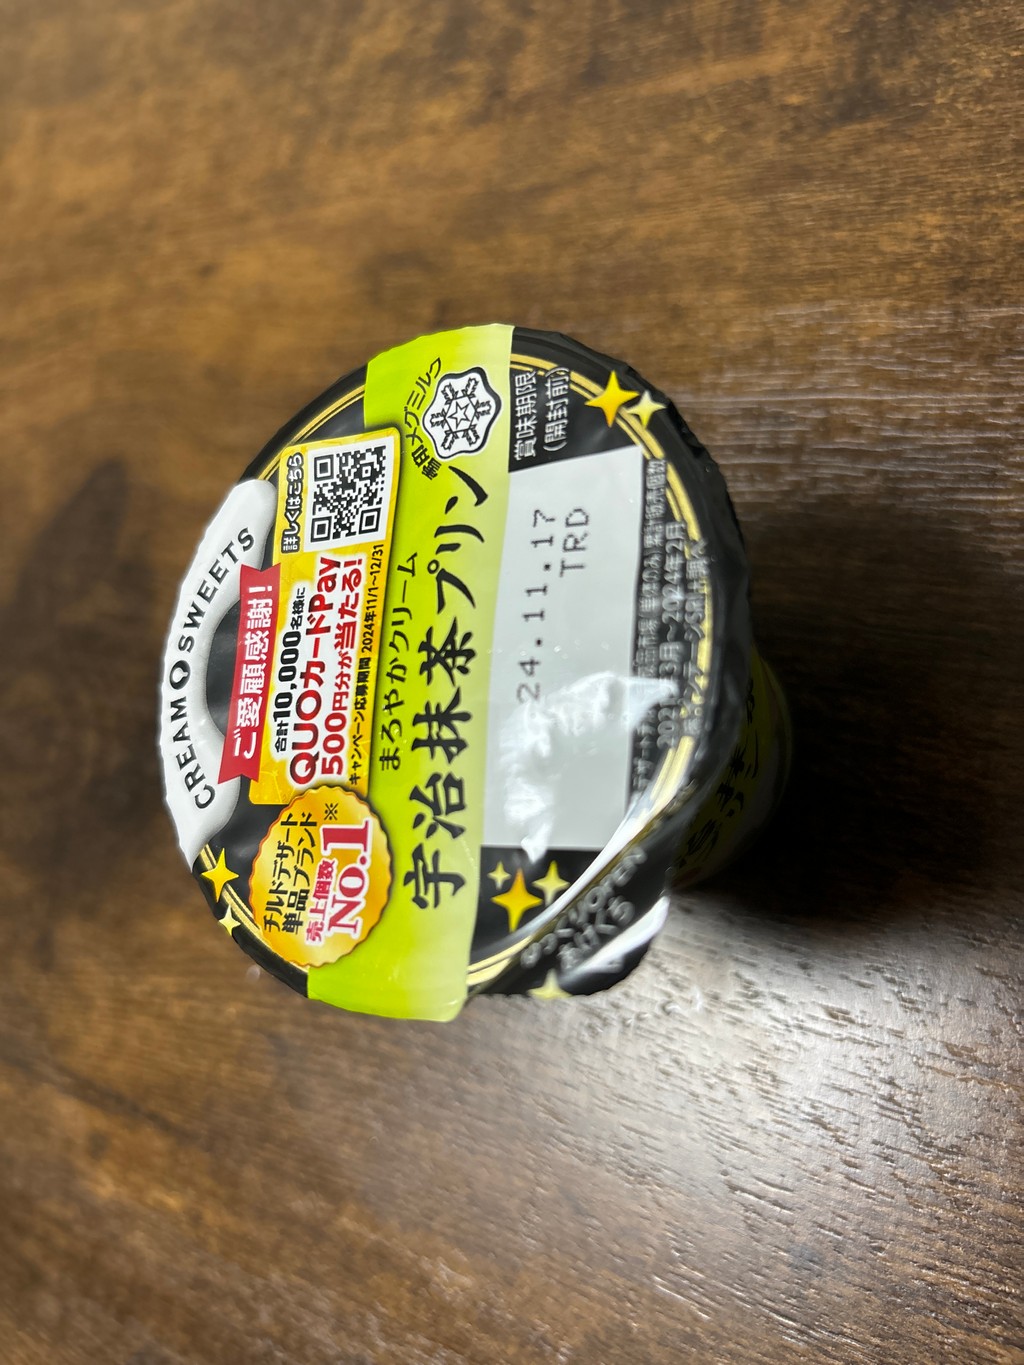 CREAM SWEETS
ご愛顧感謝!
合計10,000名様に
QUOカードPay
500円分が当たる!
キャンペーン応募期間 2024年11/1~12/31
詳しくはこちら
チルドデザート
単品ブランド※
売上個数
NO.1
雪印メグミルク
まろやかクリーム
宇治抹茶プリン
賞味期限
(開封前)
24.11.17
TRD